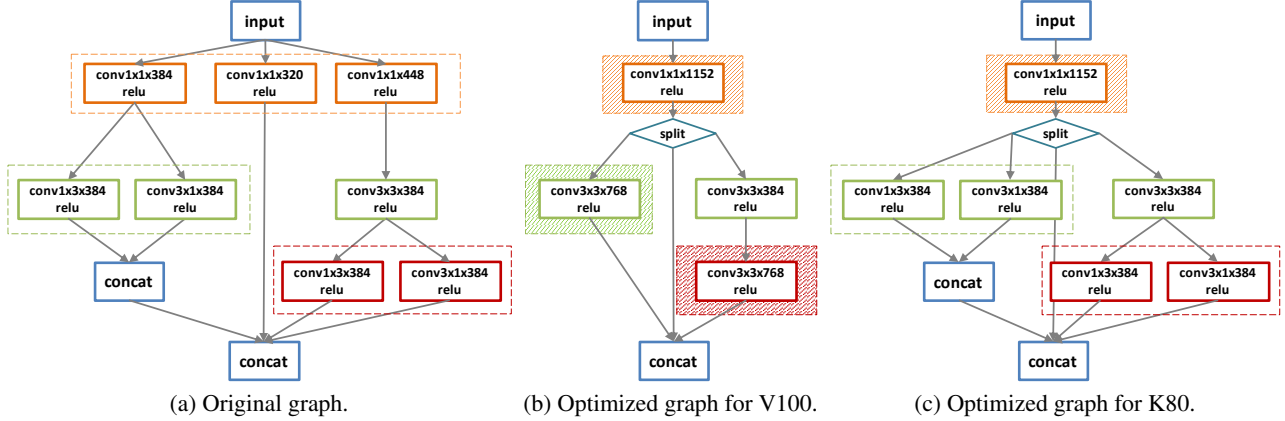 input
conv1x1x384
relu
conv1x1x320
relu
conv1x1x448
relu
conv1x3x384
relu
conv3x1x384
relu
conv3x3x384
relu
concat
conv1x3x384
relu
conv3x1x384
relu
concat
(a) Original graph.
input
conv1x1x1152
relu
split
conv3x3x768
relu
conv3x3x384
relu
conv3x3x768
relu
concat
(b) Optimized graph for V100.
input
conv1x1x1152
relu
split
conv1x3x384
relu
conv3x1x384
relu
conv3x3x384
relu
concat
conv1x3x384
relu
conv3x1x384
relu
concat
(c) Optimized graph for K80.